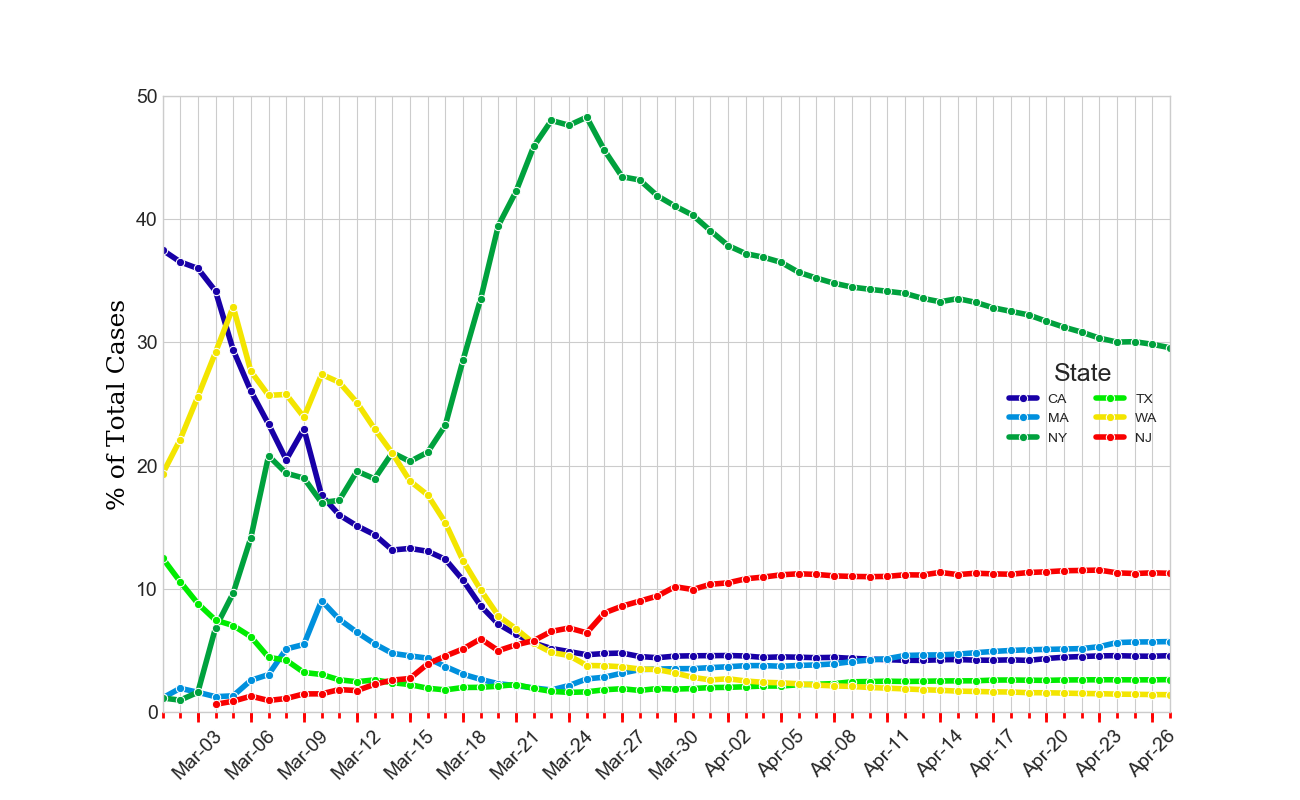 50
40
30
20
10
0
% of Total Cases
State
CA TX
MA WA
NY NJ
Mar-03 Mar-06 Mar-09 Mar-12 Mar-15 Mar-18 Mar-21 Mar-24 Mar-27 Mar-30 Apr-02 Apr-05 Apr-08 Apr-11 Apr-14 Apr-17 Apr-20 Apr-23 Apr-26